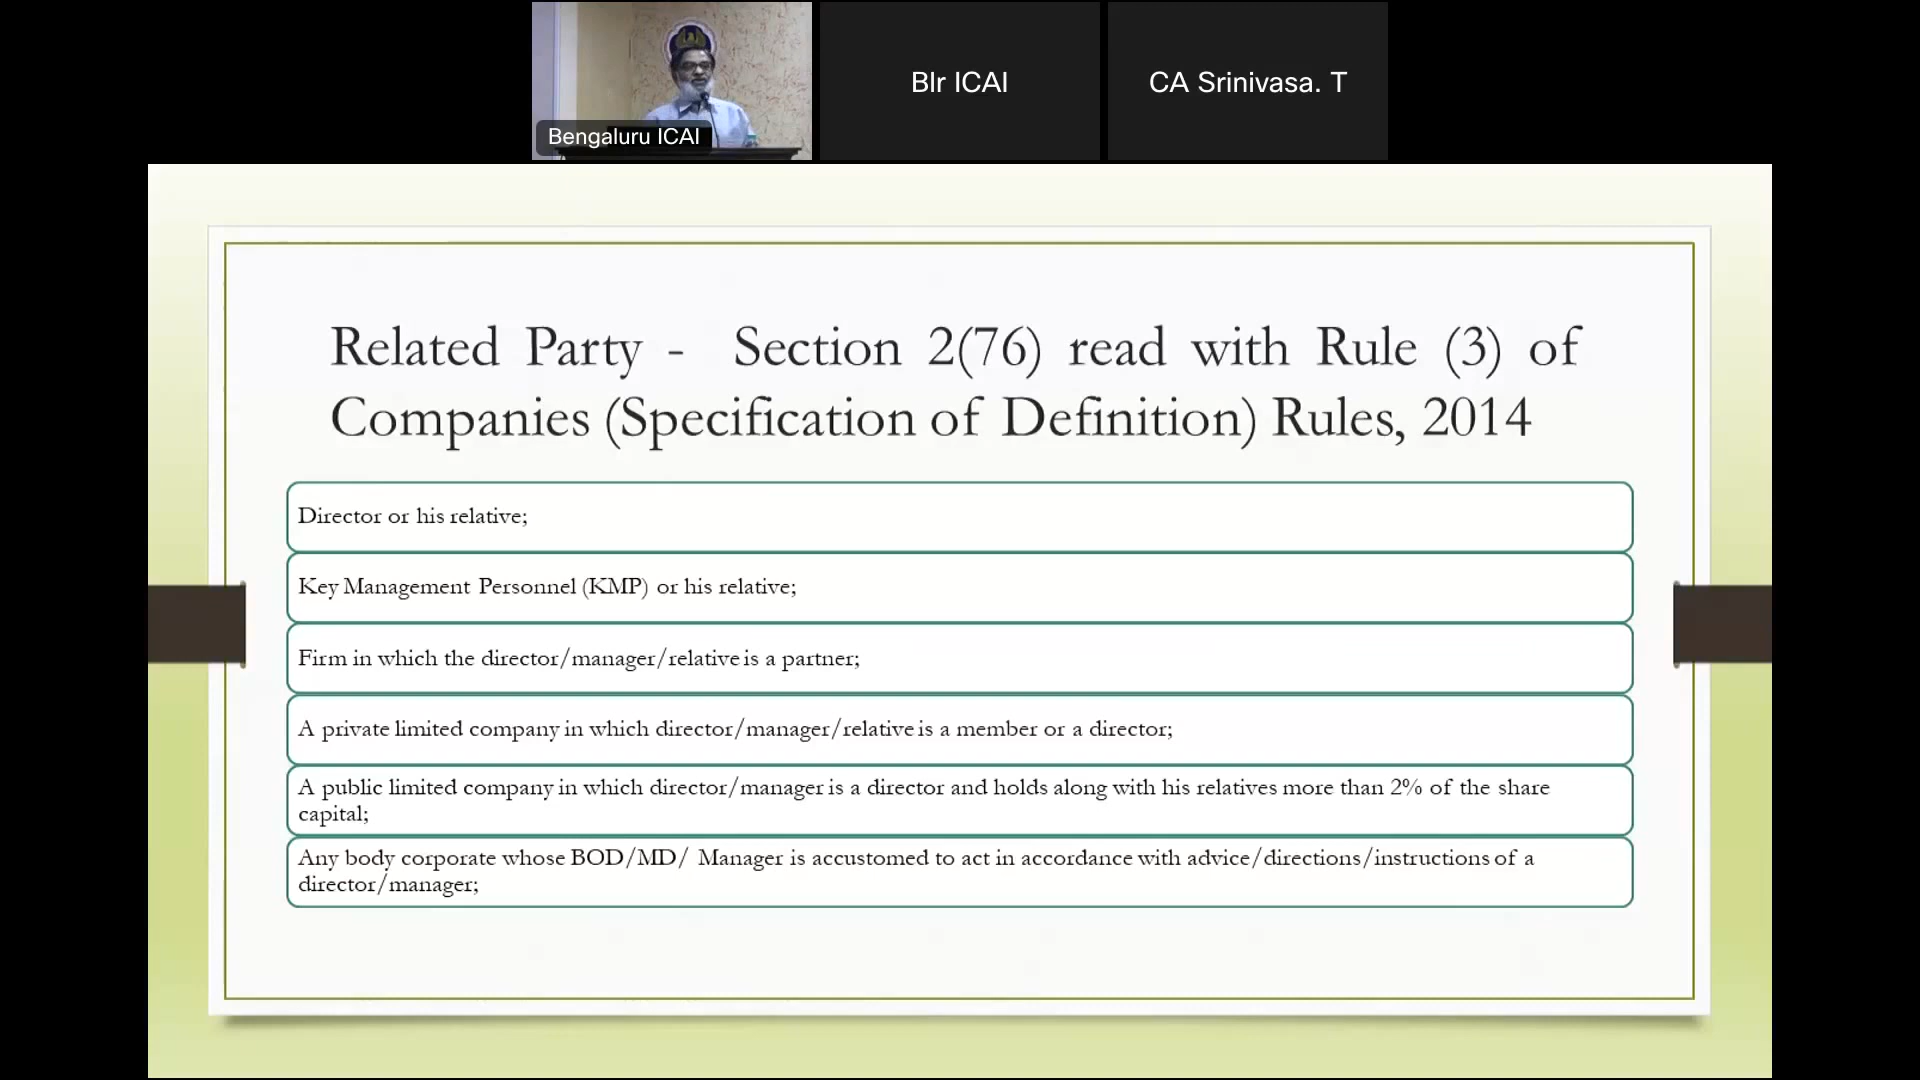 Bengaluru ICAI
Blr ICAI
CA Srinivasa. T
Related Party - Section 2(76) read with Rule (3) of
Companies (Specification of Definition) Rules, 2014
Director or his relative;
Key Management Personnel (KMP) or his relative;
Firm in which the director/manager/relative is a partner;
A private limited company in which director/manager/relative is a member or a director;
A public limited company in which director/manager is a director and holds along with his relatives more than 2% of the share
capital;
Any body corporate whose BOD/MD/ Manager is accustomed to act in accordance with advice/directions/instructions of a
director/manager;